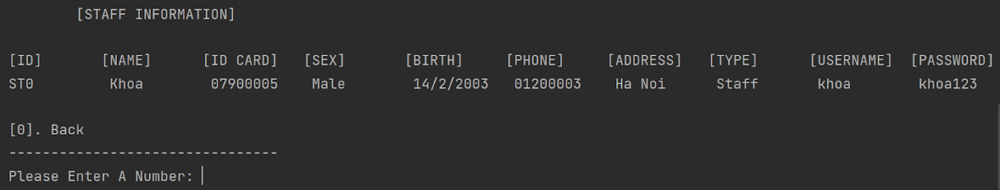 [STAFF INFORMATION]
[ID] [NAME] [ID CARD] [SEX] [BIRTH] [PHONE] [ADDRESS] [TYPE] [USERNAME] [PASSWORD]
ST0 Khoa 07900005 Male 14/2/2003 01200003 Ha Noi Staff khoa khoa123
[0]. Back
--------------------------------
Please Enter A Number: